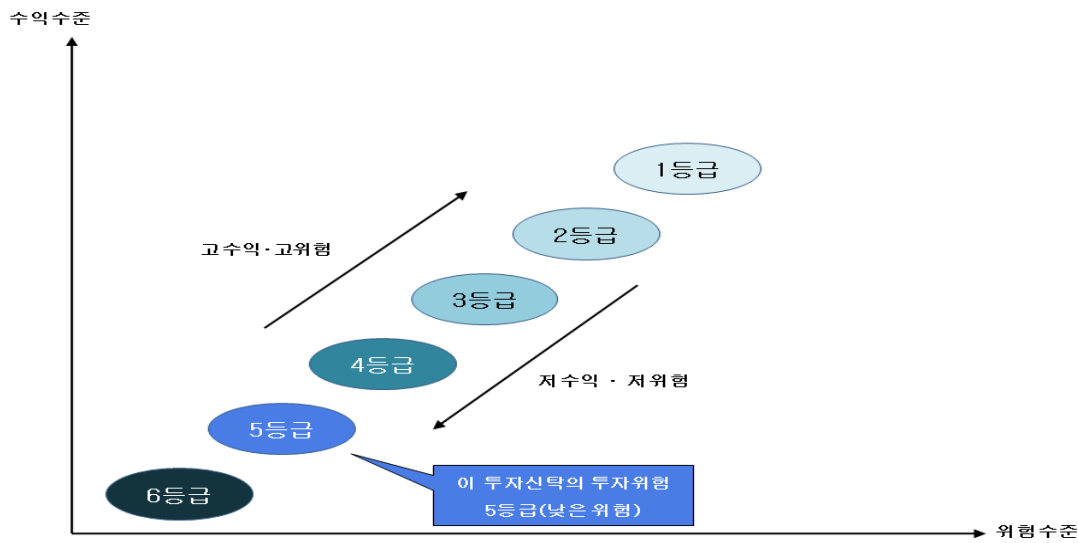 수익수준
1등급
2등급
고수익·고위험
3등급
4등급
저수익 · 저위험
5등급
이 투자신탁의 투자위험
5등급(낮은 위험)
6등급
위험수준